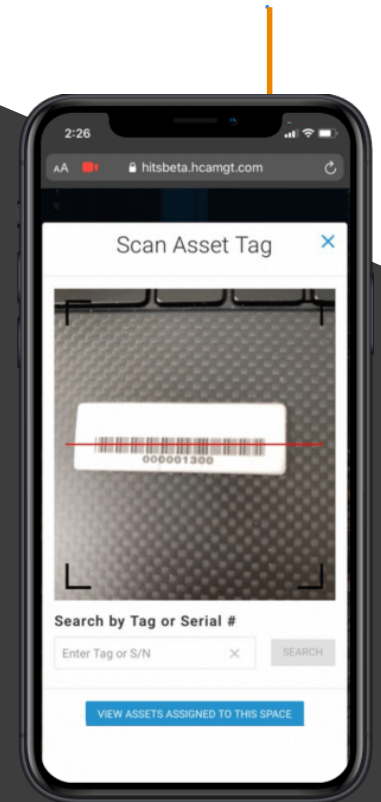 2:26
AA hitsbeta.hcamgt.com
Scan Asset Tag
000001300
Search by Tag or Serial #
Enter Tag or S/N
SEARCH
VIEW ASSETS ASSIGNED TO THIS SPACE